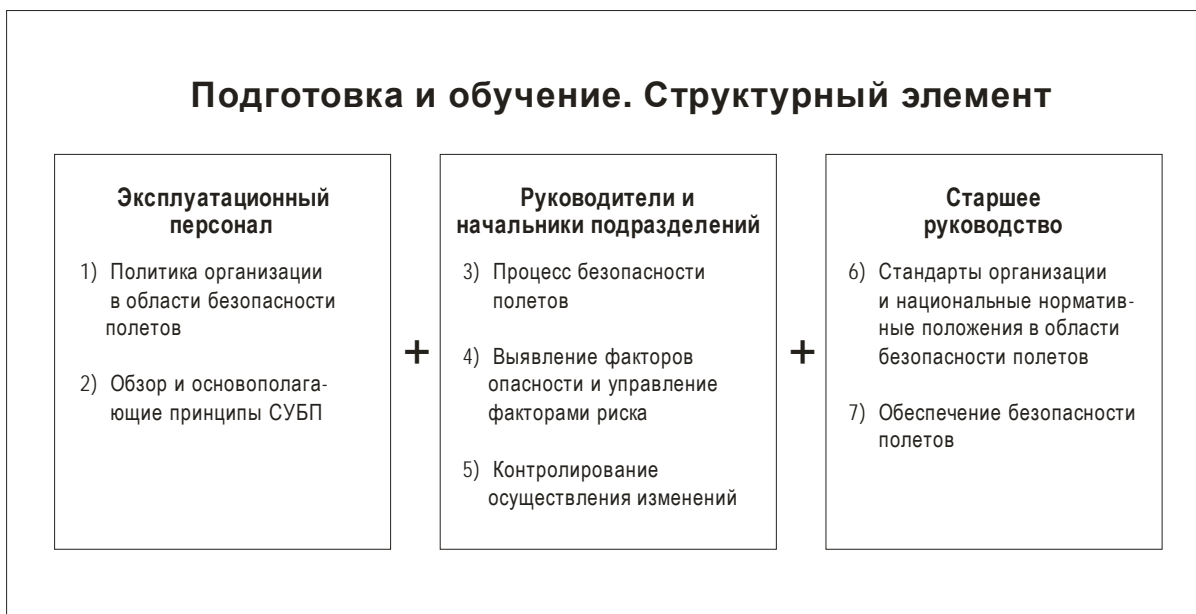 Подготовка и обучение. Структурный элемент
Эксплуатационный
персонал
1) Политика организации
в области безопасности
полетов
2) Обзор и основополага-
ющие принципы СУБП
+
Руководители и
начальники подразделений
3) Процесс безопасности
полетов
4) Выявление факторов
опасности и управление
факторами риска
5) Контролирование
осуществления изменений
+
Старшее
руководство
6) Стандарты организации
и национальные норматив-
ные положения в области
безопасности полетов
7) Обеспечение безопасности
полетов